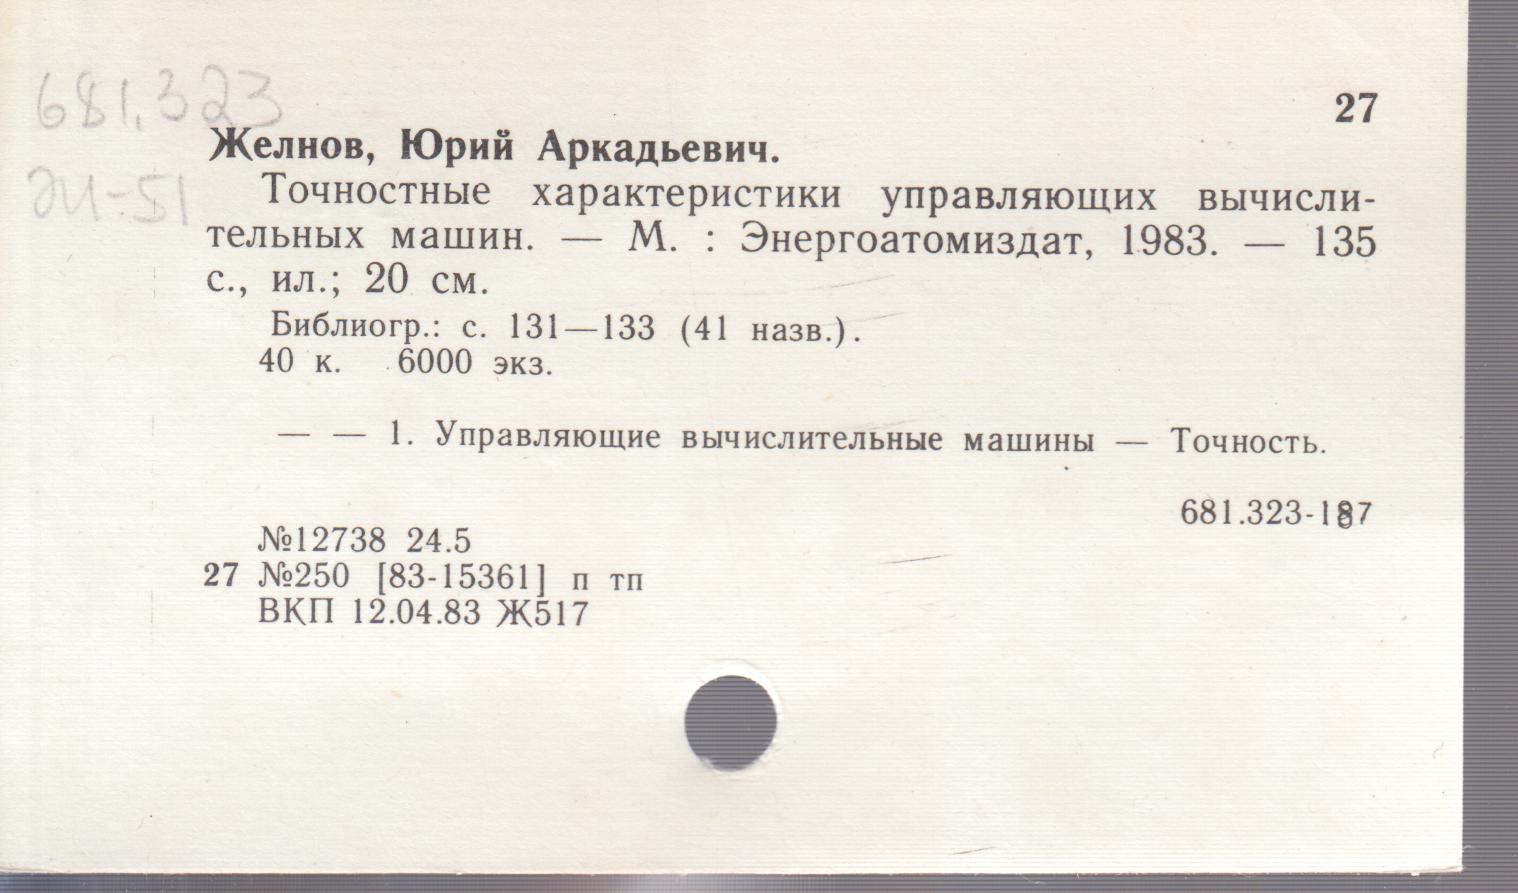 681.323
27
Желнов, Юрий Аркадьевич.
Ж-51
Точностные характеристики управляющих вычисли-
тельных машин. — М. : Энергоатомиздат, 1983. — 135
с., ил.; 20 см.
Библиогр.: с. 131—133 (41 назв.).
40 к. 6000 экз.
— — 1. Управляющие вычислительные машины — Точность.
681.323-187
№12738 24.5
27 №250 [83-15361] п тп
ВКП 12.04.83 Ж517